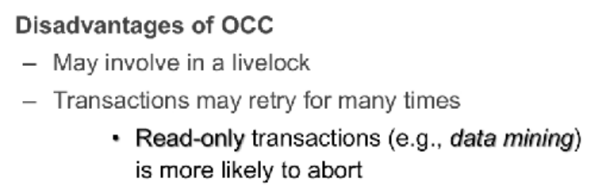 Disadvantages of OCC
– May involve in a livelock
– Transactions may retry for many times
• Read-only transactions (e.g., data mining)
is more likely to abort